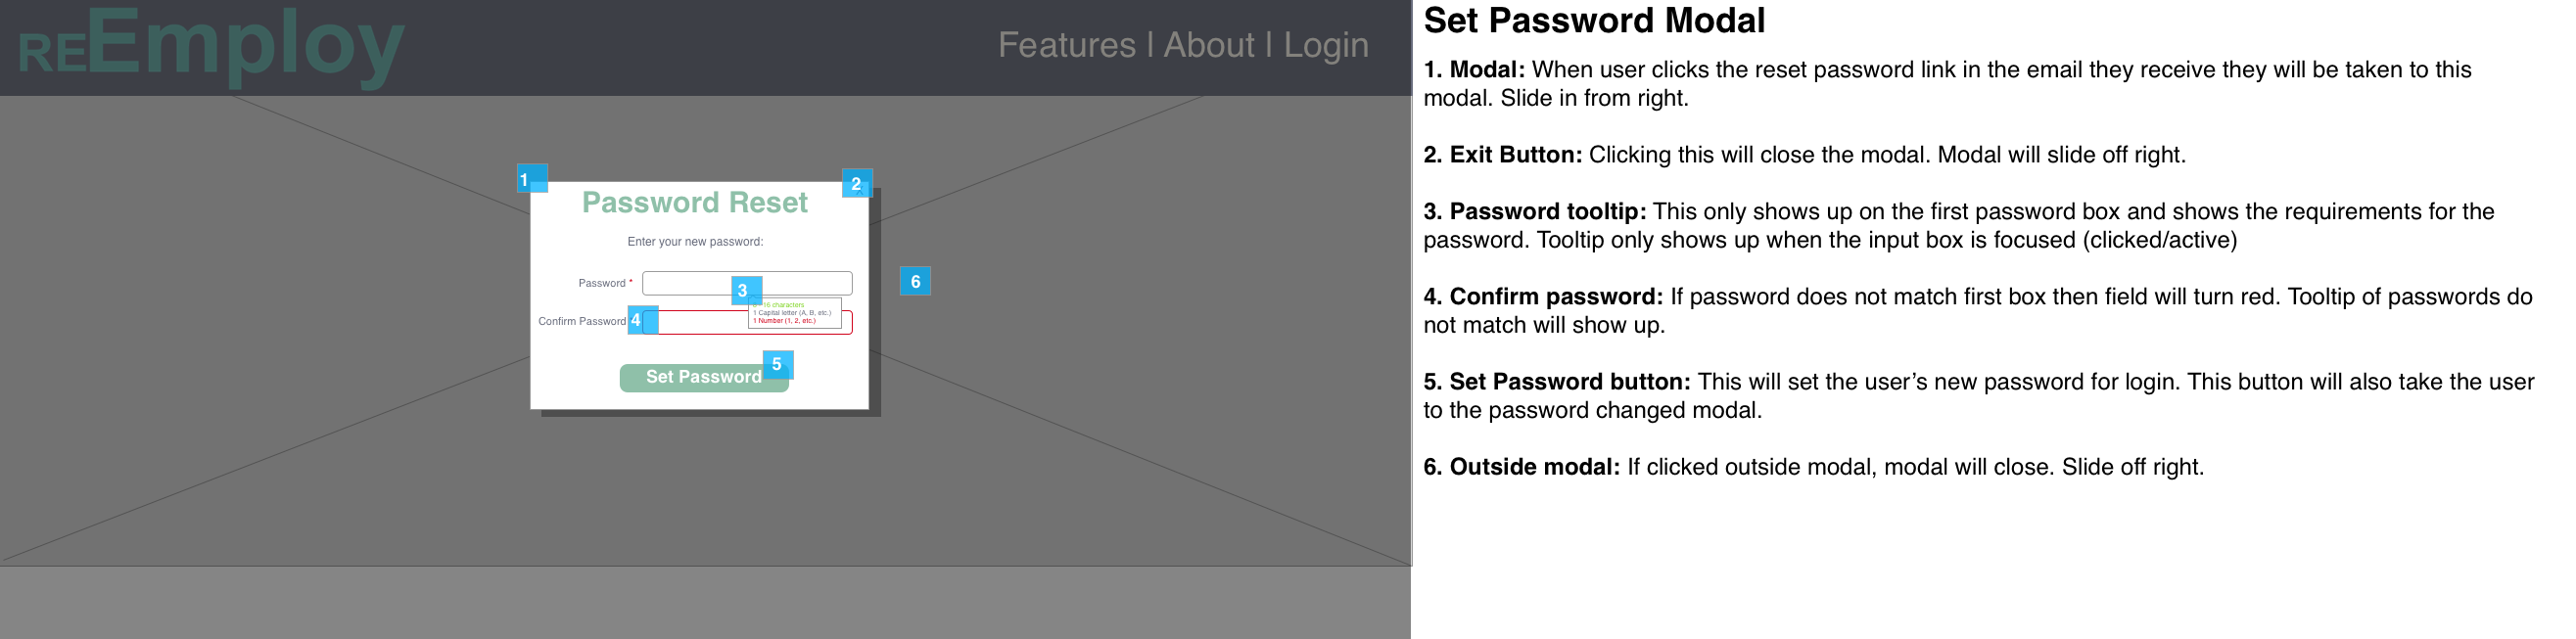 REEmploy
Features | About | Login
1
2
Password Reset
Enter your new password:
Password *
3
6
16 characters
1 Capital letter (A, B, etc.)
1 Number (1, 2, etc.)
Confirm Password
4
5
Set Password
Set Password Modal
1. Modal: When user clicks the reset password link in the email they receive they will be taken to this
modal. Slide in from right.
2. Exit Button: Clicking this will close the modal. Modal will slide off right.
3. Password tooltip: This only shows up on the first password box and shows the requirements for the
password. Tooltip only shows up when the input box is focused (clicked/active)
4. Confirm password: If password does not match first box then field will turn red. Tooltip of passwords do
not match will show up.
5. Set Password button: This will set the user’s new password for login. This button will also take the user
to the password changed modal.
6. Outside modal: If clicked outside modal, modal will close. Slide off right.